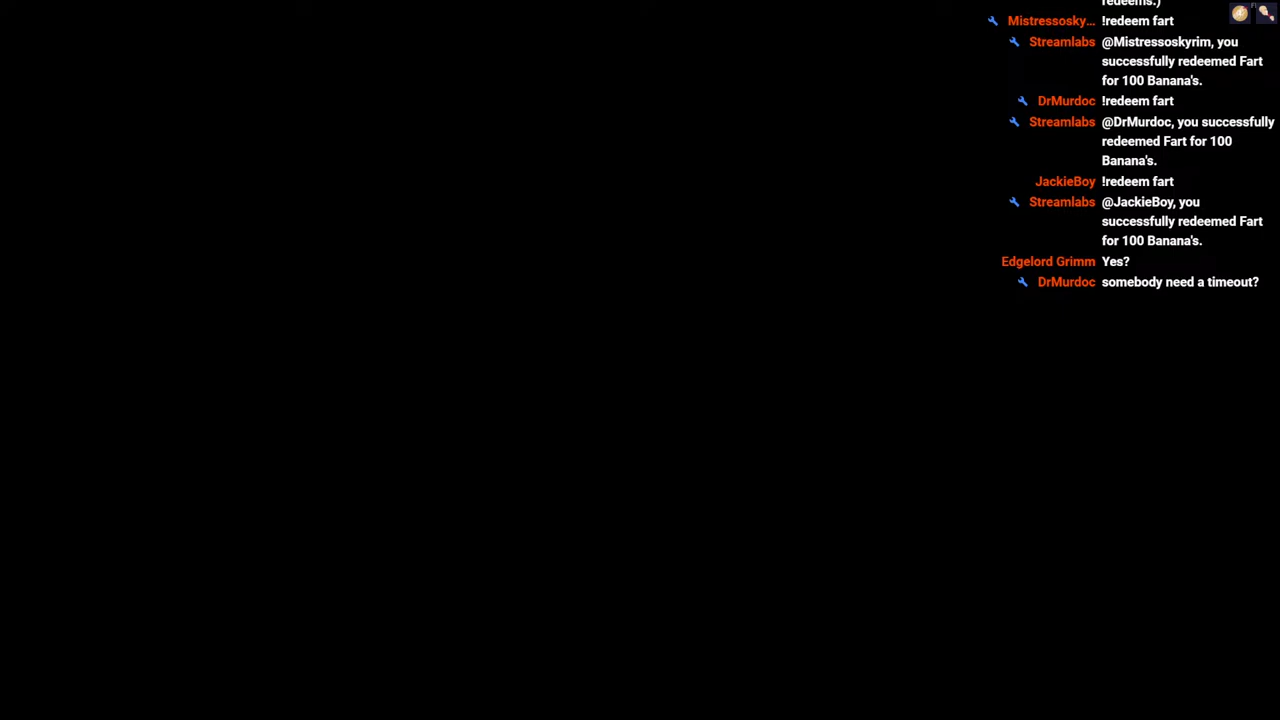 redeems.)
Mistressosky... !redeem fart
Streamlabs @Mistressoskyrim, you
successfully redeemed Fart
for 100 Banana's.
DrMurdoc !redeem fart
Streamlabs @DrMurdoc, you successfully
redeemed Fart for 100
Banana's.
JackieBoy !redeem fart
Streamlabs @JackieBoy, you
successfully redeemed Fart
for 100 Banana's.
Edgelord Grimm Yes?
DrMurdoc somebody need a timeout?